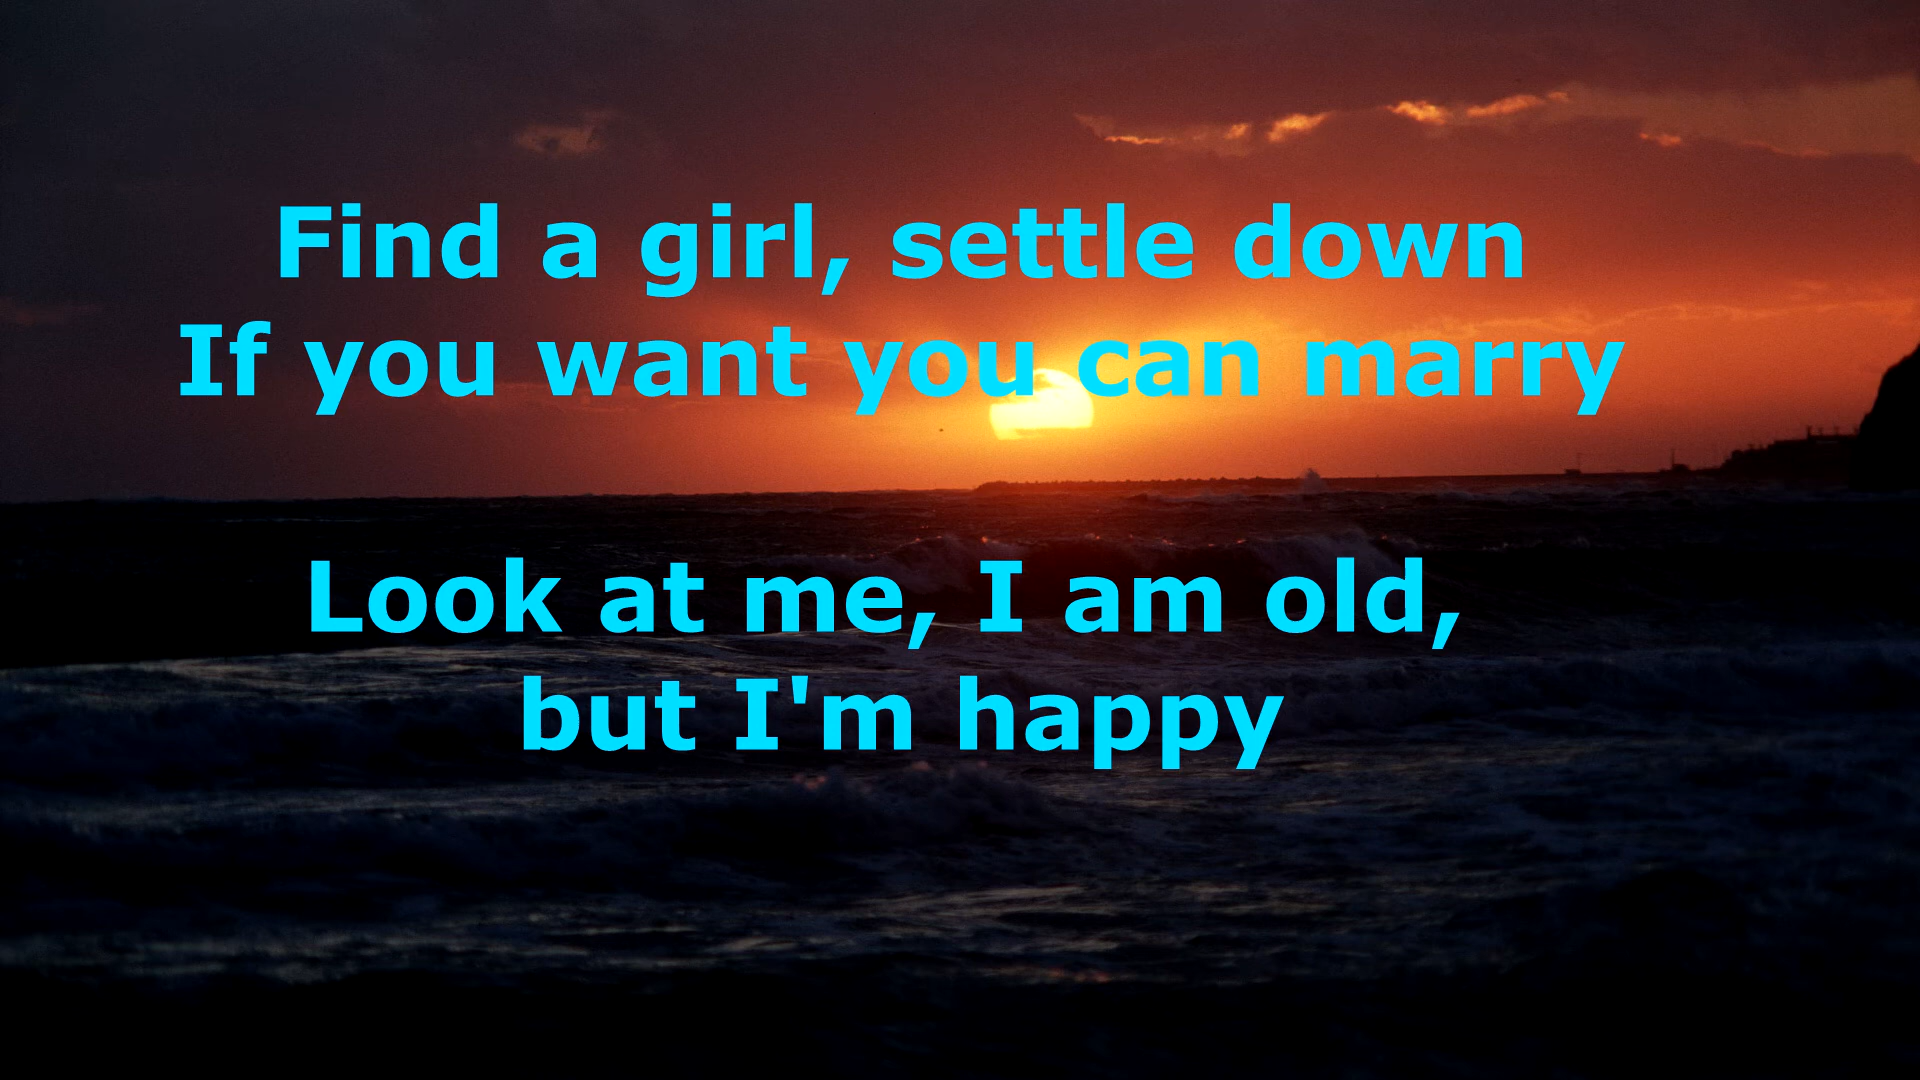 Find a girl, settle down
If you want you can marry
Look at me, I am old,
but I'm happy